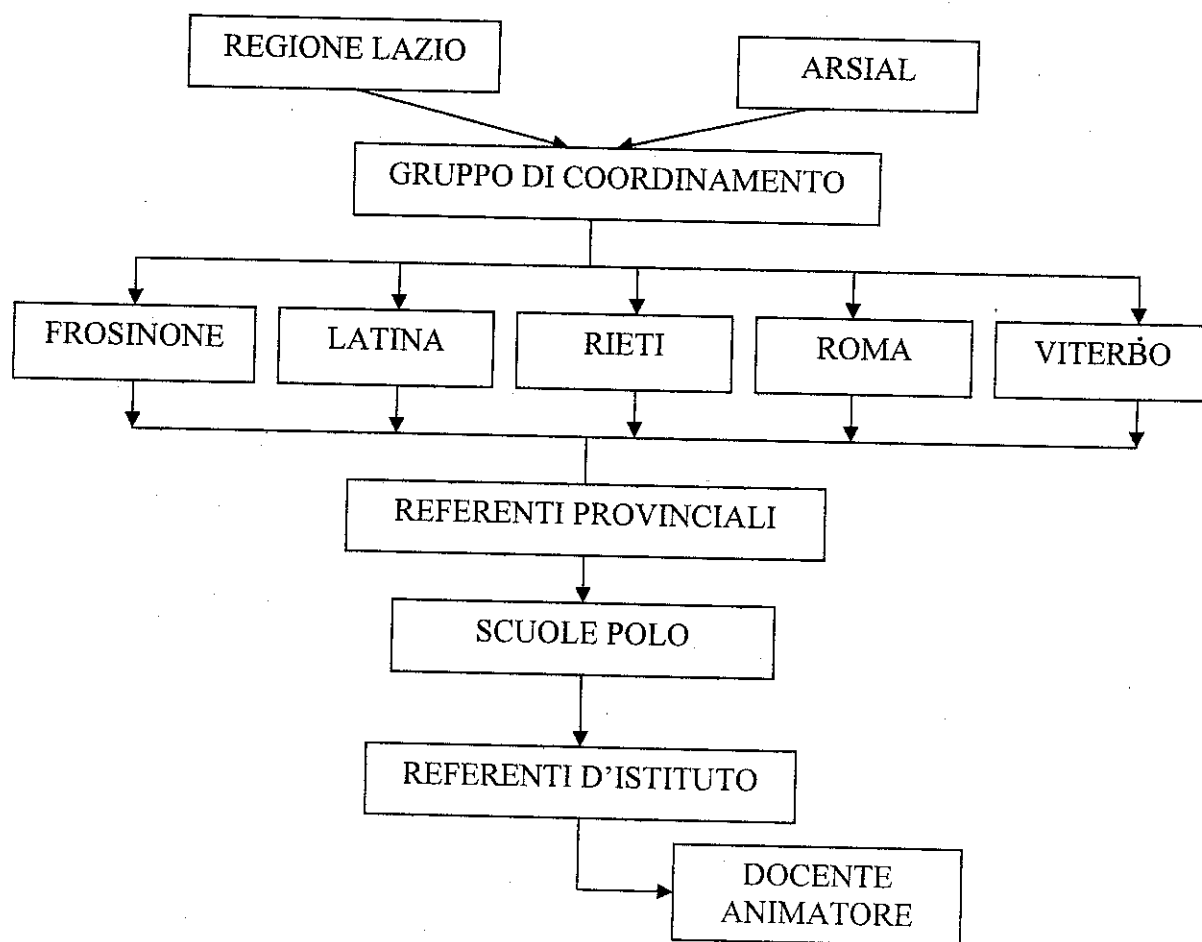 REGIONE LAZIO
ARSIAL
GRUPPO DI COORDINAMENTO
FROSINONE
LATINA
RIETI
ROMA
VITERBO
REFERENTI PROVINCIALI
SCUOLE POLO
REFERENTI D'ISTITUTO
DOCENTE
ANIMATORE